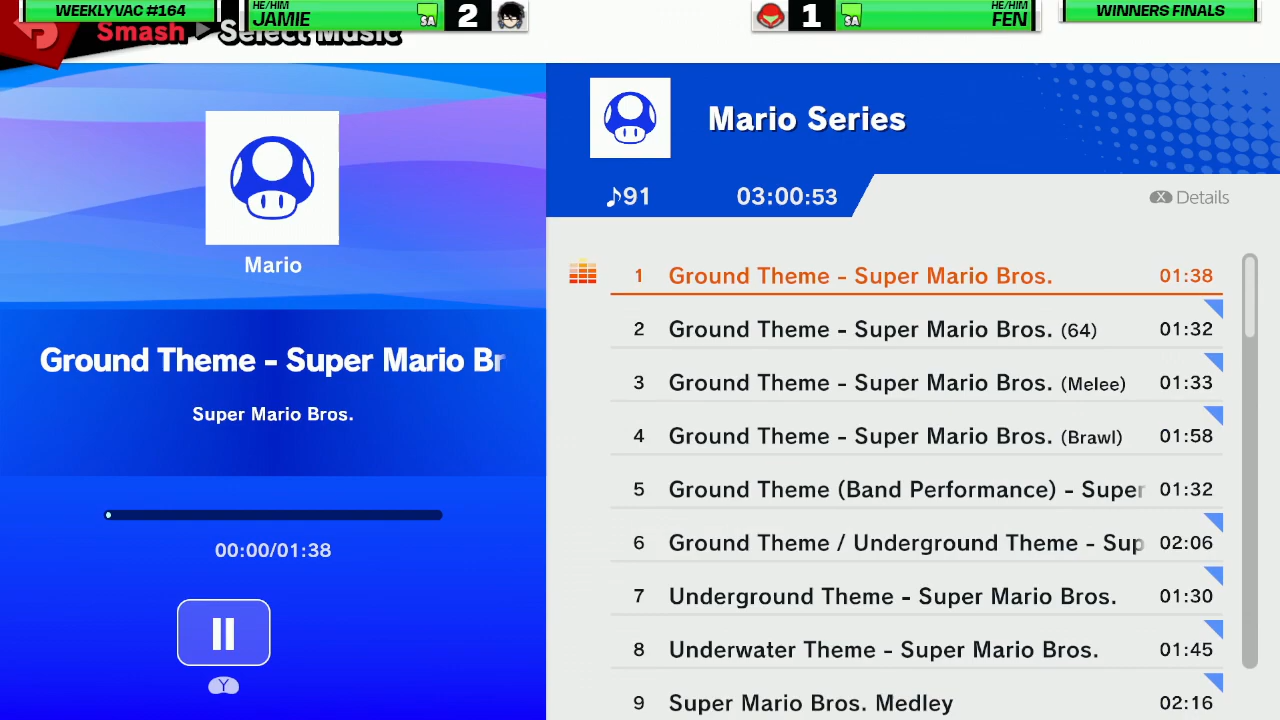 WEEKLYVAC #164
HE/HIM
JAMIE
SA
2
1
SA
HE/HIM
FEN
WINNERS FINALS
Smash ▶ Select Music
Mario
Ground Theme - Super Mario Br
Super Mario Bros.
00:00/01:38
Y
Mario Series
♪91 03:00:53
X Details
1 Ground Theme - Super Mario Bros. 01:38
2 Ground Theme - Super Mario Bros. (64) 01:32
3 Ground Theme - Super Mario Bros. (Melee) 01:33
4 Ground Theme - Super Mario Bros. (Brawl) 01:58
5 Ground Theme (Band Performance) - Super 01:32
6 Ground Theme / Underground Theme - Sup 02:06
7 Underground Theme - Super Mario Bros. 01:30
8 Underwater Theme - Super Mario Bros. 01:45
9 Super Mario Bros. Medley 02:16